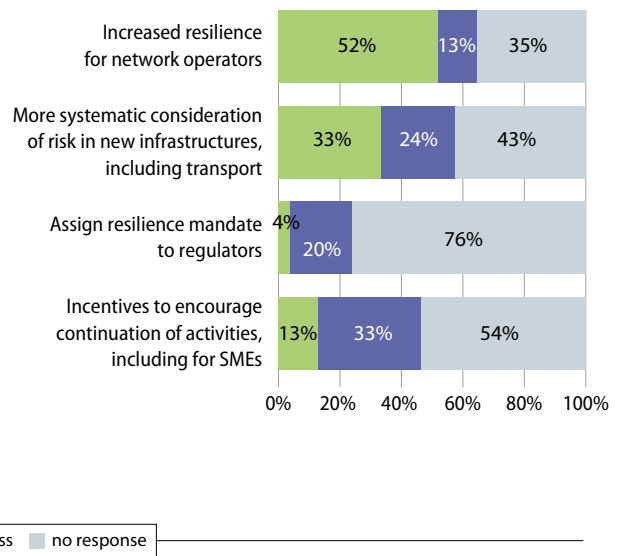 Increased resilience
for network operators
52% 13% 35%
More systematic consideration
of risk in new infrastructures,
including transport
33% 24% 43%
Assign resilience mandate
to regulators
4% 20% 76%
Incentives to encourage
continuation of activities,
including for SMEs
13% 33% 54%
0% 20% 40% 60% 80% 100%
no response